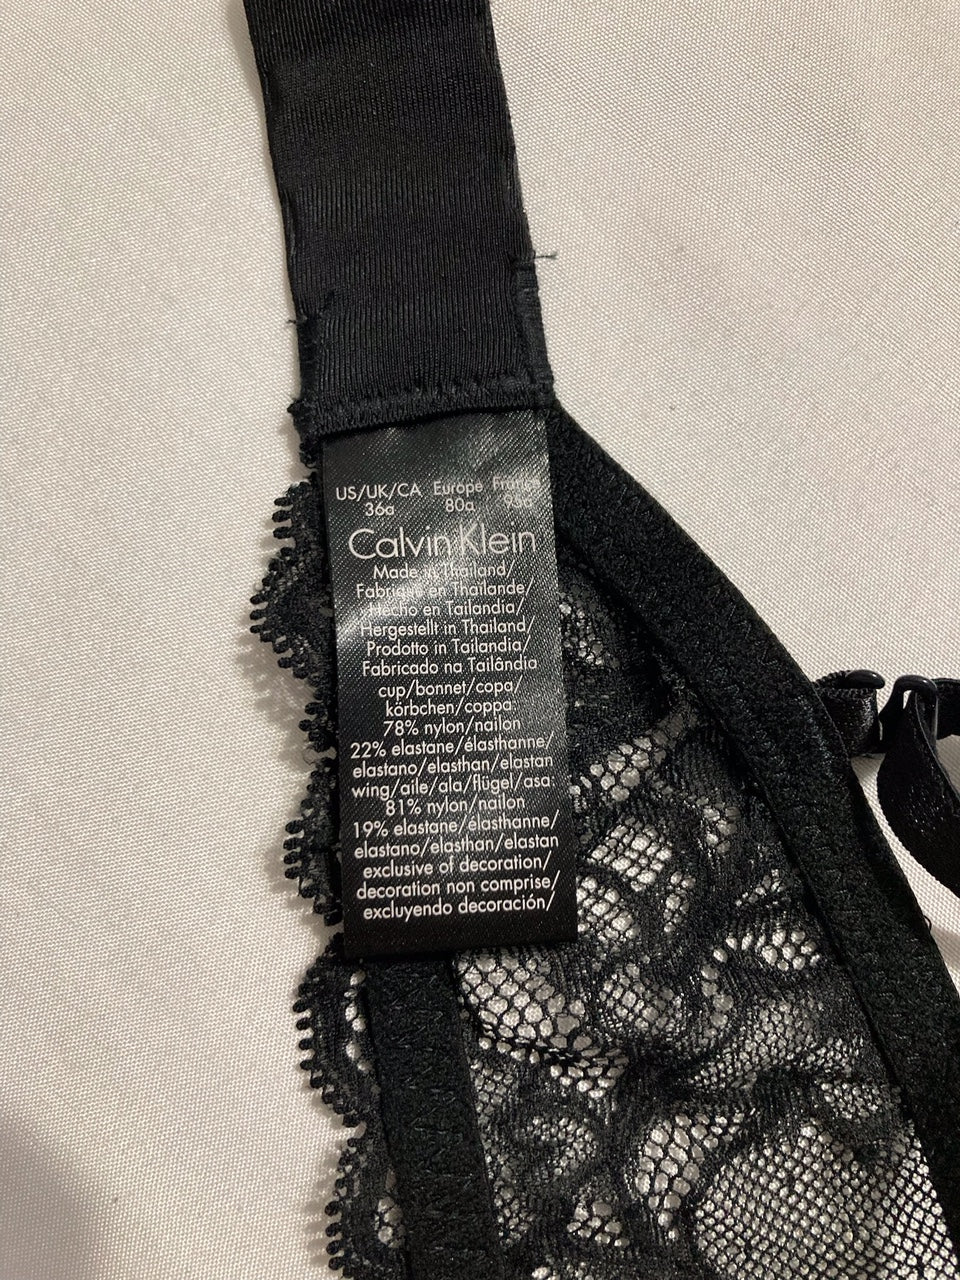 US/UK/CA Europe France
36a 80a
Calvin Klein
Made in Thailand/
Fabriqué en Thaïlande/
Hecho en Tailandia/
Hergestellt in Thailand/
Prodotto in Tailandia/
Fabricado na Tailândia
cup/bonnet/copa/
körbchen/coppa
78% nylon/nailon
22% elastane/élasthanne/
elastano/elasthan/elastan
wing/aile/ala/flügel/asa:
81% nylon/nailon
19% elastane/élasthanne/
elastano/elasthan/elastan
exclusive of decoration/
decoration non comprise/
excluyendo decoración/